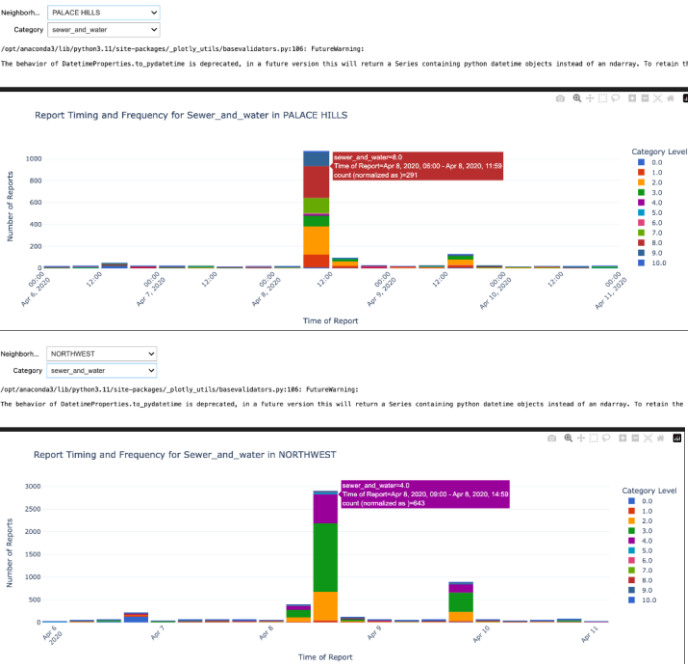 Neighborh... PALACE HILLS
Category sewer_and_water
/opt/anaconda3/lib/python3.11/site-packages/_plotly_utils/basevalidators.py:106: FutureWarning:
The behavior of DatetimeProperties.to_pydatetime is deprecated, in a future version this will return a Series containing python datetime objects instead of an ndarray. To retain th
Report Timing and Frequency for Sewer_and_water in PALACE HILLS
Number of Reports
1000
800
600
400
200
sewer_and_water=8.0
Time of Report=Apr 8, 2020, 08:00 - Apr 8, 2020, 11:59
count (normalized as )=291
Category Level
0.0
1.0
2.0
3.0
4.0
5.0
6.0
7.0
8.0
9.0
10.0
00:00
Apr 6, 2020
12:00
00:00
Apr 7, 2020
12:00
00:00
Apr 8, 2020
12:00
00:00
Apr 9, 2020
12:00
00:00
Apr 10, 2020
12:00
00:00
Apr 11, 2020
Time of Report
Neighborh... NORTHWEST
Category sewer_and_water
/opt/anaconda3/lib/python3.11/site-packages/_plotly_utils/basevalidators.py:106: FutureWarning:
The behavior of DatetimeProperties.to_pydatetime is deprecated, in a future version this will return a Series containing python datetime objects instead of an ndarray. To retain the
Report Timing and Frequency for Sewer_and_water in NORTHWEST
Number of Reports
3000
2500
2000
1500
1000
500
0
sewer_and_water=4.0
Time of Report=Apr 8, 2020, 09:00 - Apr 8, 2020, 14:59
count (normalized as )=643
Category Level
0.0
1.0
2.0
3.0
4.0
5.0
6.0
7.0
8.0
9.0
10.0
Apr 6
2020
Apr 7
Apr 8
Apr 9
Apr 10
Apr 11
Time of Report